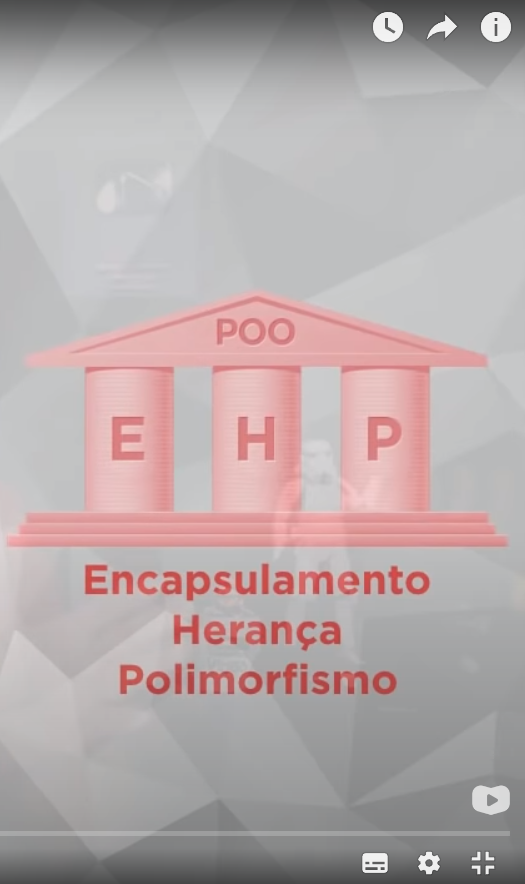 POO
E H P
Encapsulamento
Herança
Polimorfismo